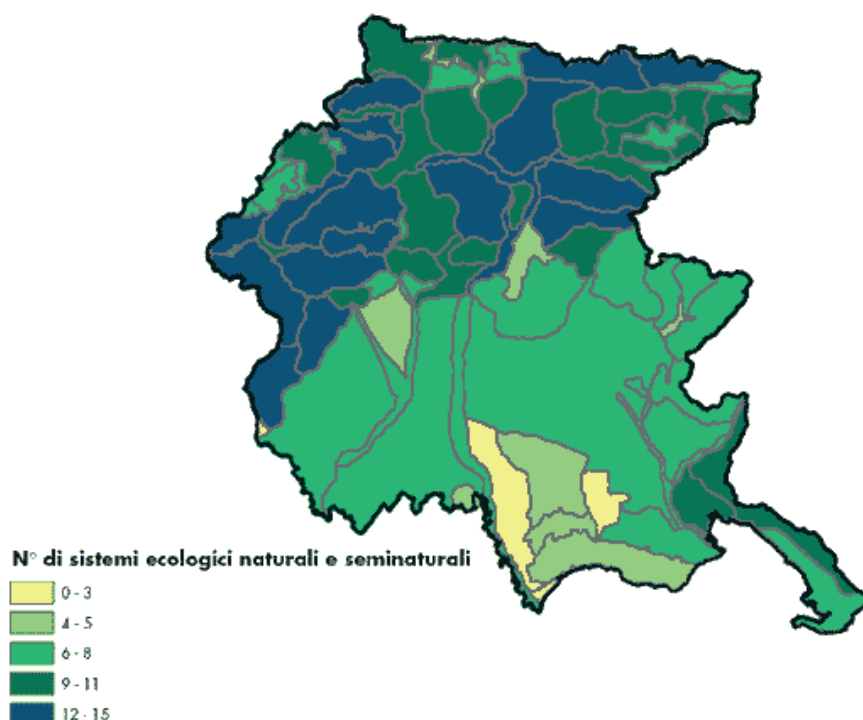 N° di sistemi ecologici naturali e seminaturali
0 - 3
4 - 5
6 - 8
9 - 11
12 - 15